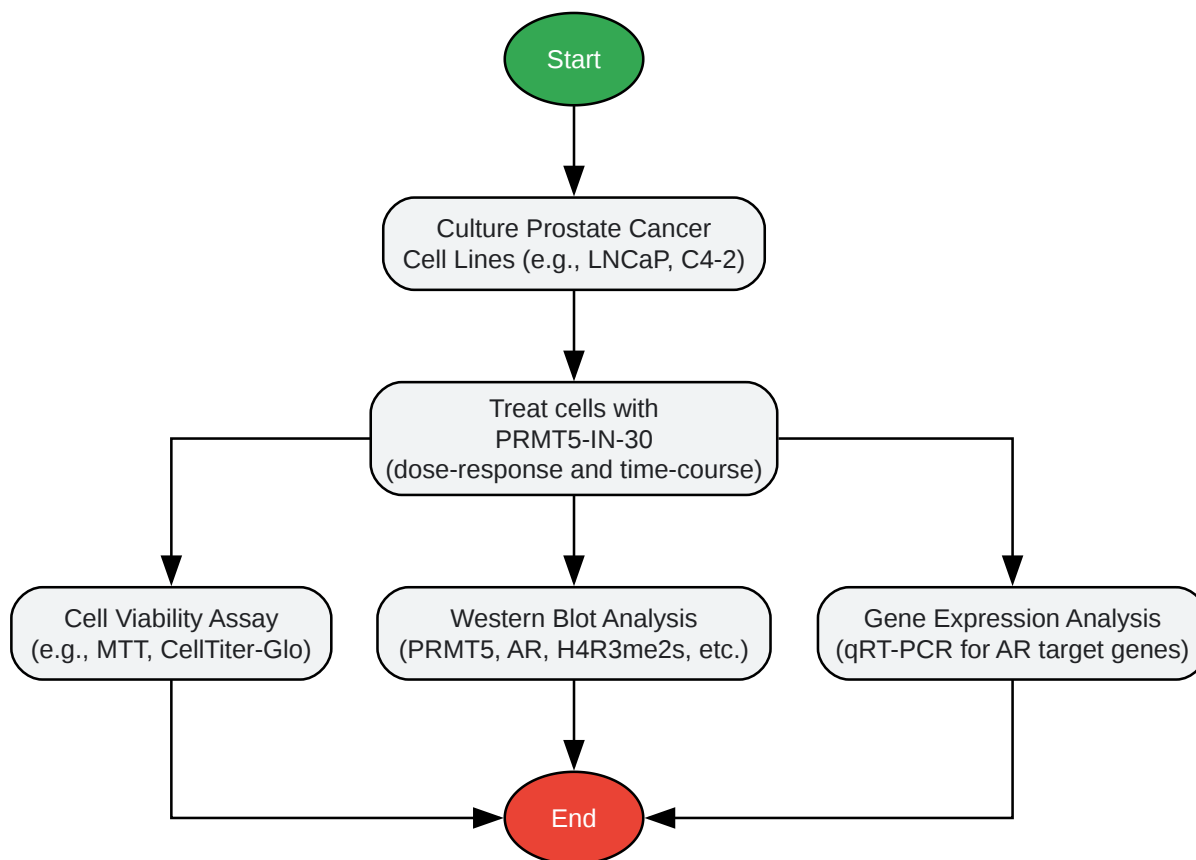 Start
Culture Prostate Cancer
Cell Lines (e.g., LNCaP, C4-2)
Treat cells with
PRMT5-IN-30
(dose-response and time-course)
Cell Viability Assay
(e.g., MTT, CellTiter-Glo)
Western Blot Analysis
(PRMT5, AR, H4R3me2s, etc.)
Gene Expression Analysis
(qRT-PCR for AR target genes)
End